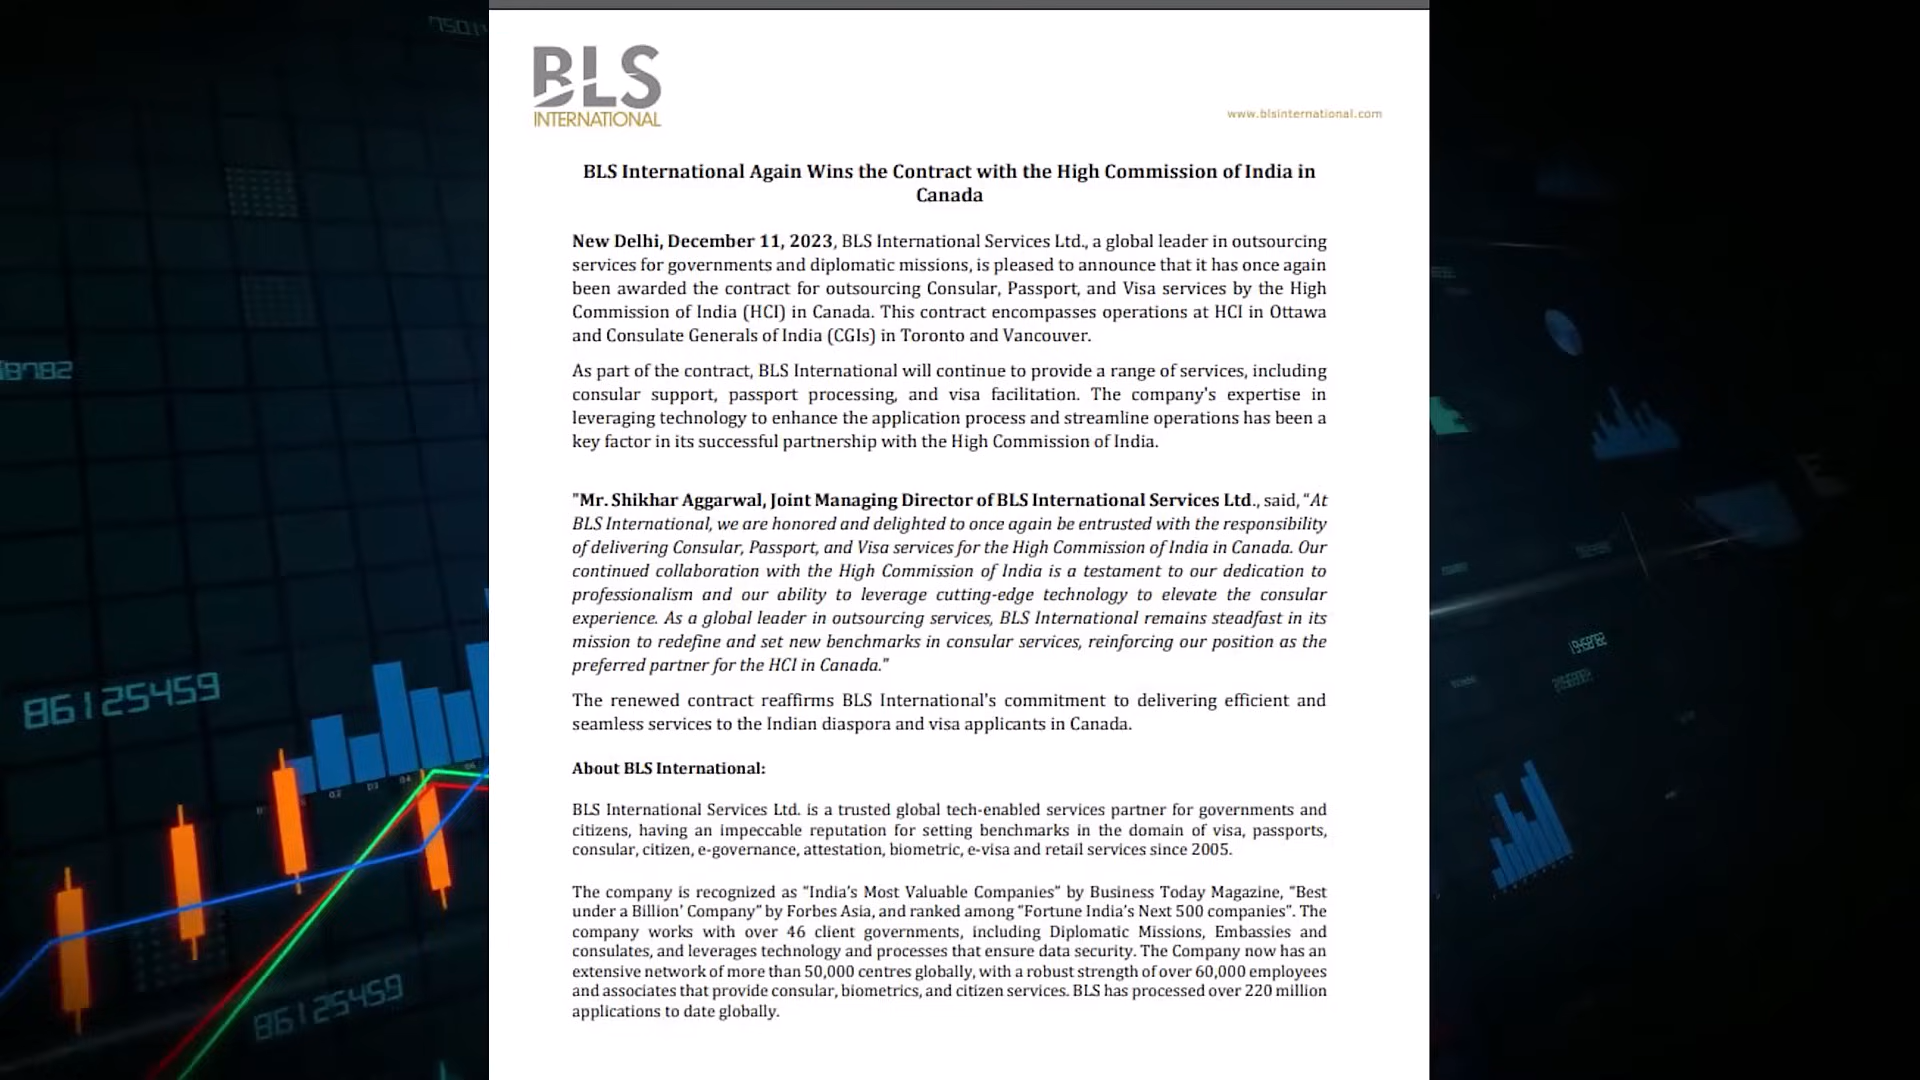 BLS
INTERNATIONAL
www.blsinternational.com
BLS International Again Wins the Contract with the High Commission of India in
Canada
New Delhi, December 11, 2023, BLS International Services Ltd., a global leader in outsourcing
services for governments and diplomatic missions, is pleased to announce that it has once again
been awarded the contract for outsourcing Consular, Passport, and Visa services by the High
Commission of India (HCI) in Canada. This contract encompasses operations at HCI in Ottawa
and Consulate Generals of India (CGIs) in Toronto and Vancouver.
As part of the contract, BLS International will continue to provide a range of services, including
consular support, passport processing, and visa facilitation. The company's expertise in
leveraging technology to enhance the application process and streamline operations has been a
key factor in its successful partnership with the High Commission of India.
"Mr. Shikhar Aggarwal, Joint Managing Director of BLS International Services Ltd., said, “At
BLS International, we are honored and delighted to once again be entrusted with the responsibility
of delivering Consular, Passport, and Visa services for the High Commission of India in Canada. Our
continued collaboration with the High Commission of India is a testament to our dedication to
professionalism and our ability to leverage cutting-edge technology to elevate the consular
experience. As a global leader in outsourcing services, BLS International remains steadfast in its
mission to redefine and set new benchmarks in consular services, reinforcing our position as the
preferred partner for the HCI in Canada.”
The renewed contract reaffirms BLS International's commitment to delivering efficient and
seamless services to the Indian diaspora and visa applicants in Canada.
About BLS International:
BLS International Services Ltd. is a trusted global tech-enabled services partner for governments and
citizens, having an impeccable reputation for setting benchmarks in the domain of visa, passports,
consular, citizen, e-governance, attestation, biometric, e-visa and retail services since 2005.
The company is recognized as “India’s Most Valuable Companies” by Business Today Magazine, “Best
under a Billion’ Company” by Forbes Asia, and ranked among “Fortune India’s Next 500 companies”. The
company works with over 46 client governments, including Diplomatic Missions, Embassies and
consulates, and leverages technology and processes that ensure data security. The Company now has an
extensive network of more than 50,000 centres globally, with a robust strength of over 60,000 employees
and associates that provide consular, biometrics, and citizen services. BLS has processed over 220 million
applications to date globally.
86125459
86125459